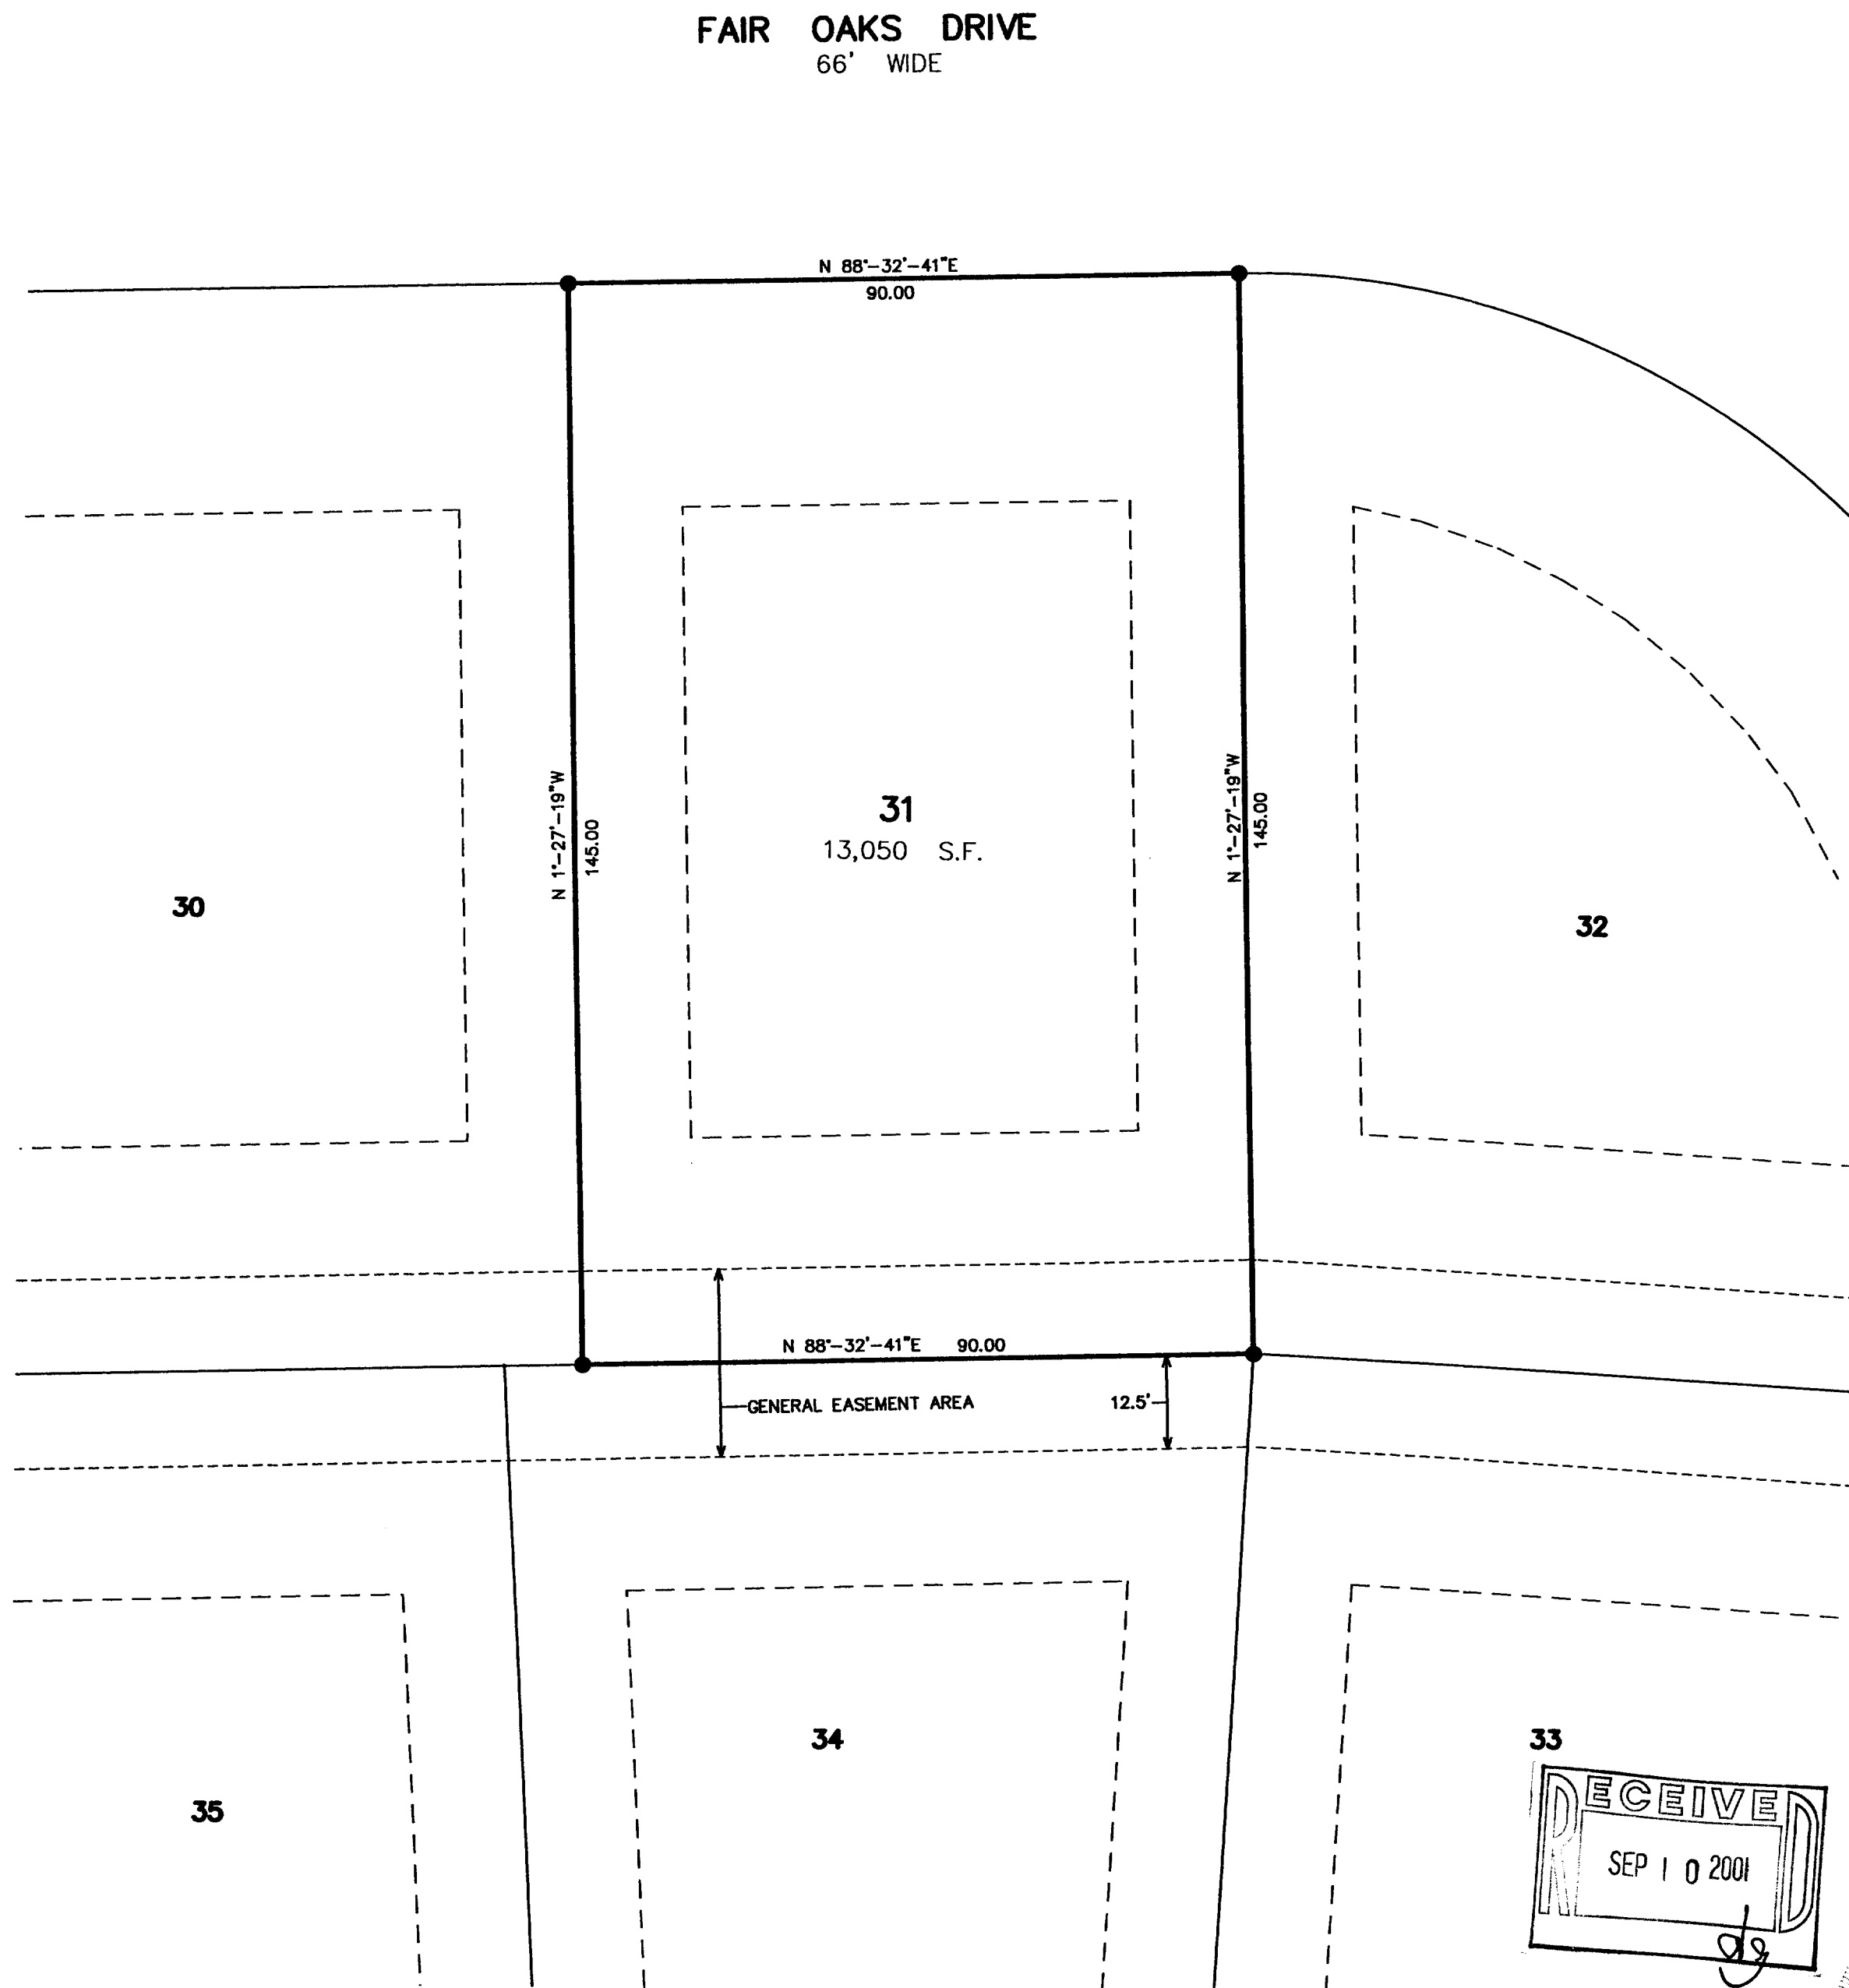 FAIR OAKS DRIVE
66' WIDE
N 88°-32'-41"E
90.00
N 1°-27'-19"W
145.00
31
13,050 S.F.
N 1°-27'-19"W
145.00
30
32
N 88°-32'-41"E 90.00
GENERAL EASEMENT AREA
12.5'
34
33
35
RECEIVED
SEP 10 2001